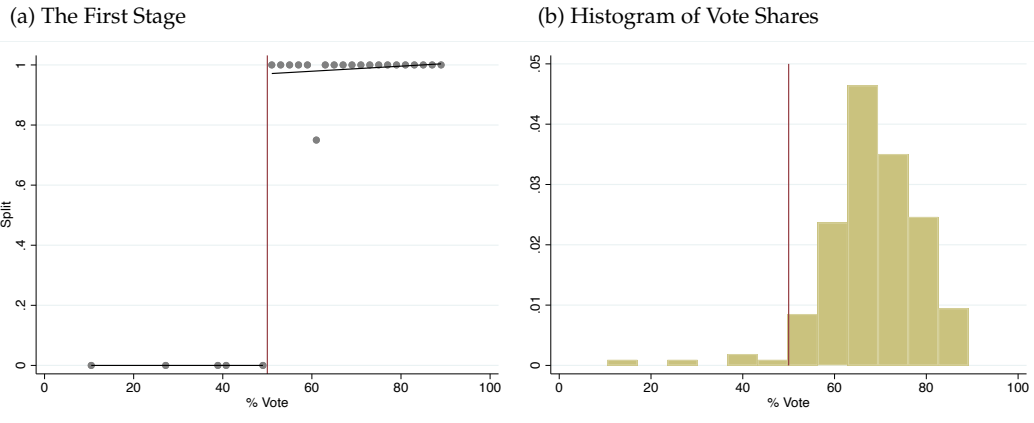 (a) The First Stage
(b) Histogram of Vote Shares
Split
1
.8
.6
.4
.2
0
0 20 40 60 80 100
% Vote
.05
.04
.03
.02
.01
0
0 20 40 60 80 100
% Vote